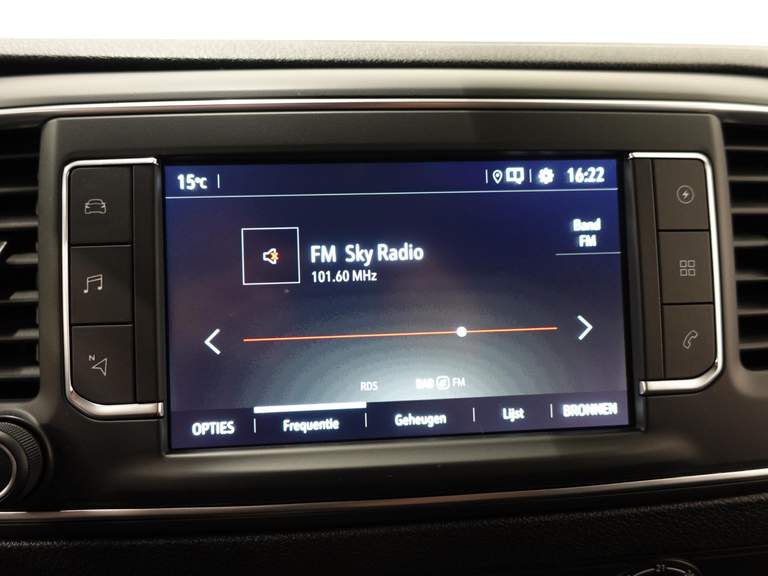 15°C
16:22
Band
FM
FM Sky Radio
101.60 MHz
RDS DAB FM
OPTIES Frequentie Geheugen Lijst BRONNEN
N
21